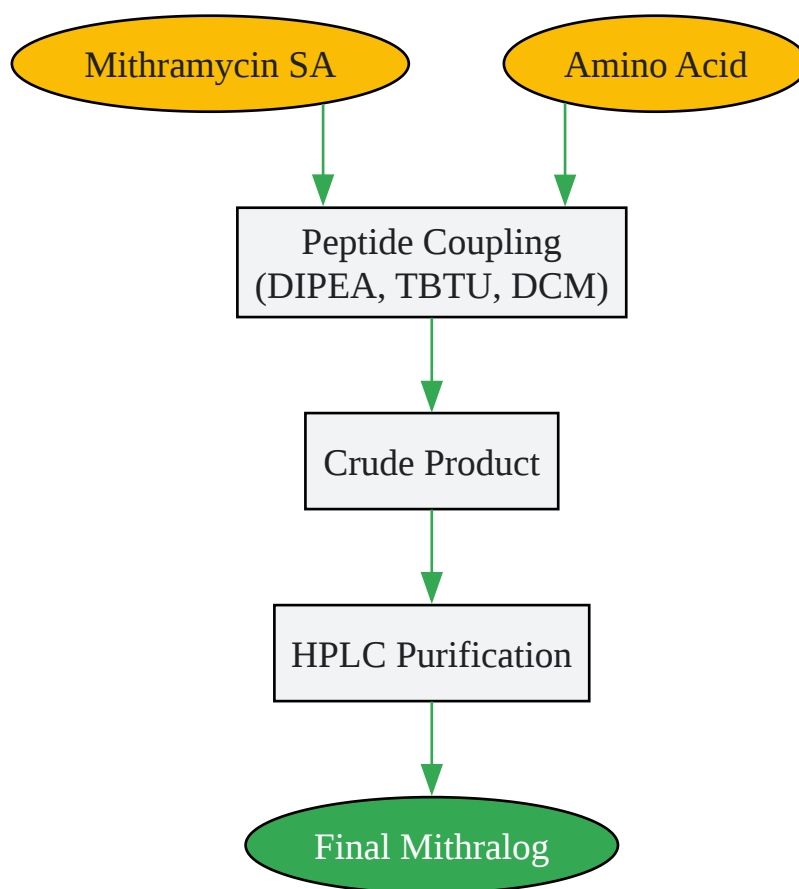 Mithramycin SA
Amino Acid
Peptide Coupling
(DIPEA, TBTU, DCM)
Crude Product
HPLC Purification
Final Mithralog